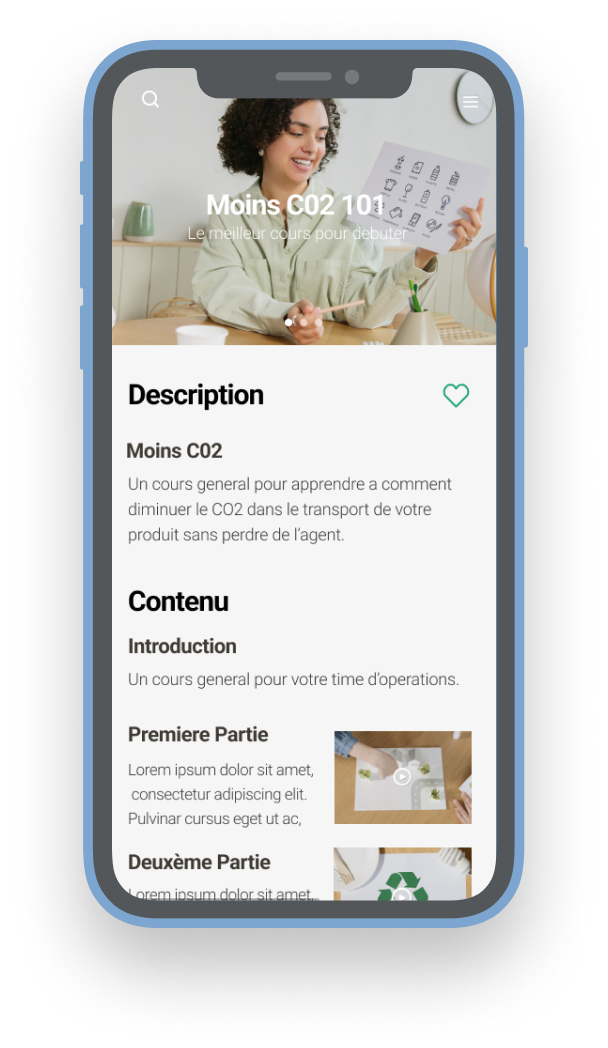 Moins C02 101
Le meilleur cours pour debuter
Description
Moins C02
Un cours general pour apprendre a comment
diminuer le CO2 dans le transport de votre
produit sans perdre de l'agent.
Contenu
Introduction
Un cours general pour votre time d'operations.
Premiere Partie
Lorem ipsum dolor sit amet,
consectetur adipiscing elit.
Pulvinar cursus eget ut ac,
Deuxème Partie
Lorem ipsum dolor sit amet,